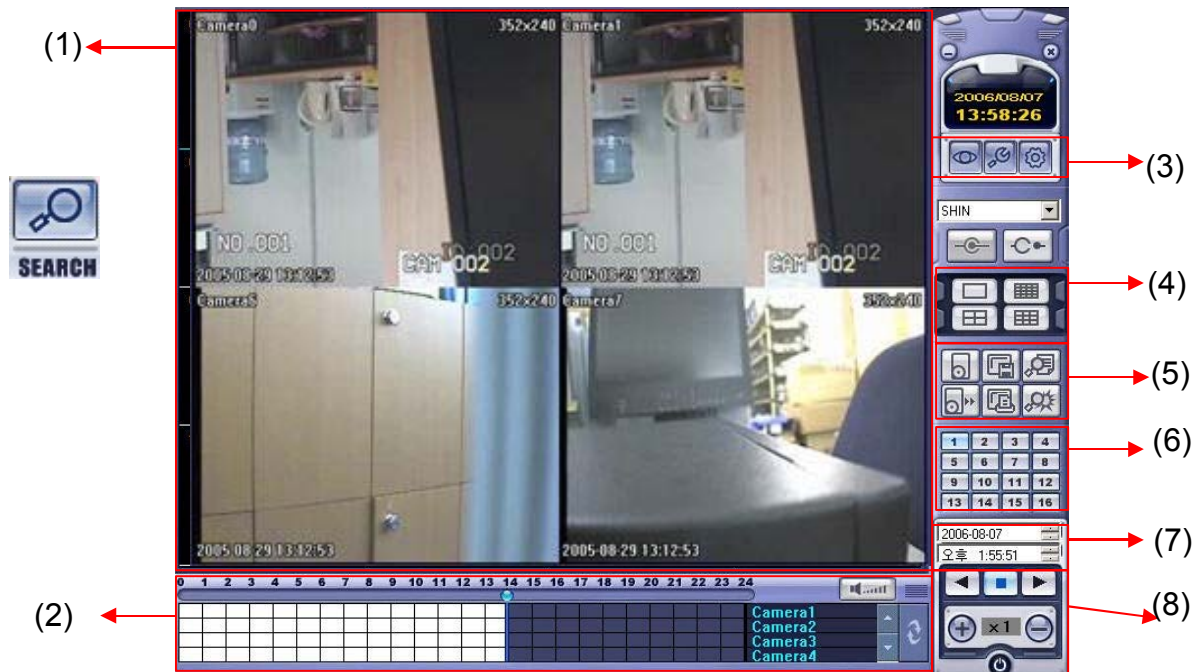 (1)
Camera0 352x240
Camera1 352x240
NO .001
CAM 002
2005-08-29 13:12:53
NO .001
CAM 002
2005-08-29 13:12:53
352x240
Camera7 352x240
2005-08-29 13:12:53
2005-08-29 13:12:53
SEARCH
2006/08/07
13:58:26
(3)
SHIN
(4)
(5)
1 2 3 4
5 6 7 8
9 10 11 12
13 14 15 16
(6)
2006-08-07
오후 1:55:51
(7)
x1
(8)
0 1 2 3 4 5 6 7 8 9 10 11 12 13 14 15 16 17 18 19 20 21 22 23 24
Camera1
Camera2
Camera3
Camera4
(2)